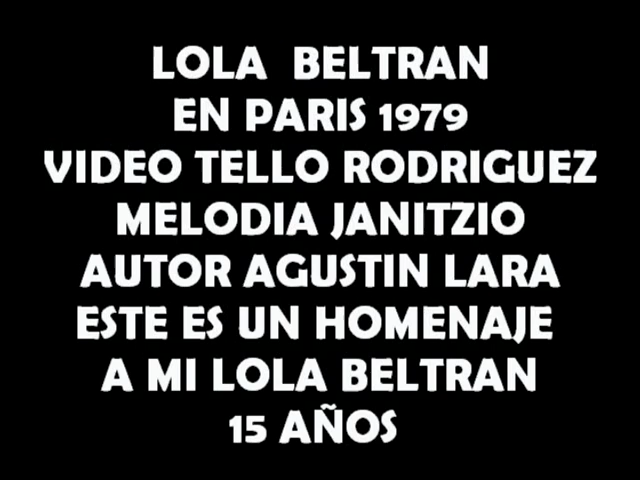 LOLA BELTRAN
EN PARIS 1979
VIDEO TELLO RODRIGUEZ
MELODIA JANITZIO
AUTOR AGUSTIN LARA
ESTE ES UN HOMENAJE
A MI LOLA BELTRAN
15 AÑOS